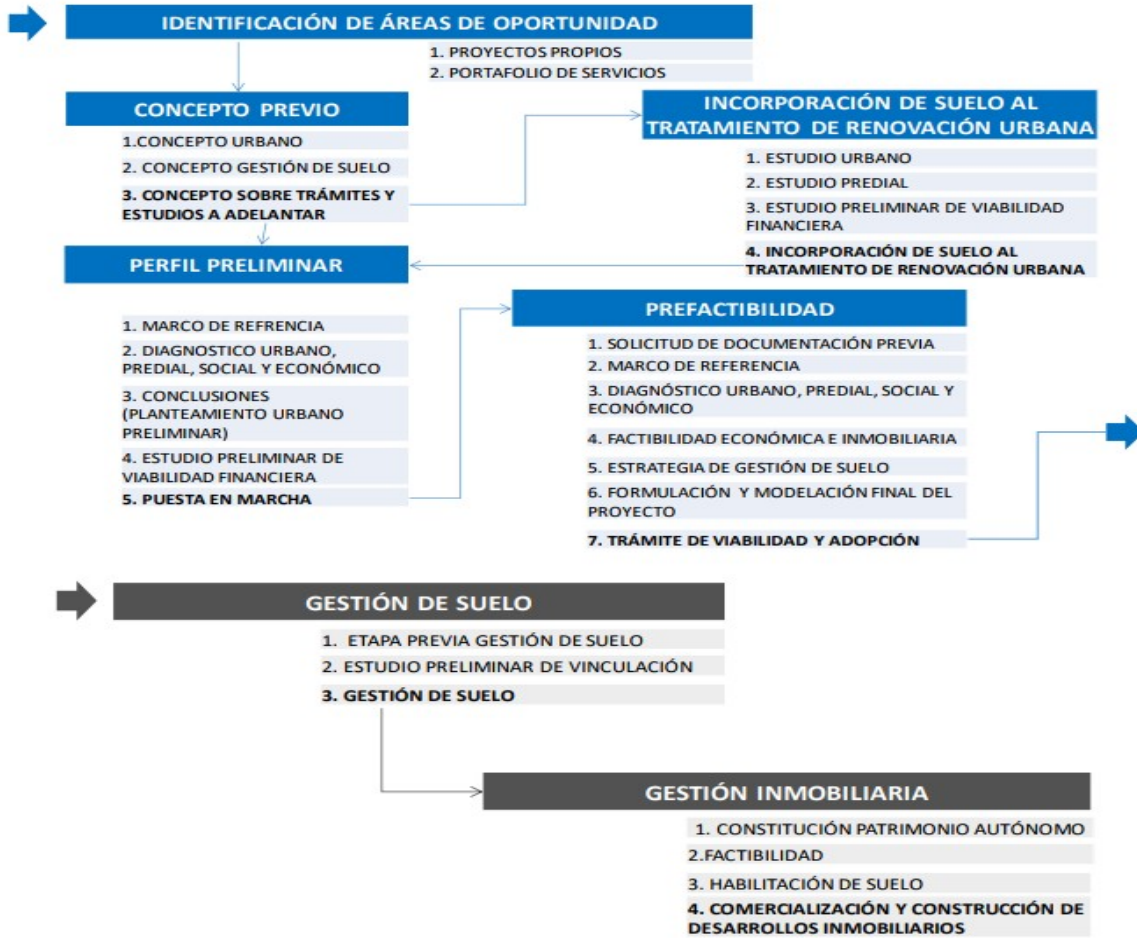 IDENTIFICACIÓN DE ÁREAS DE OPORTUNIDAD
1. PROYECTOS PROPIOS
2. PORTAFOLIO DE SERVICIOS
CONCEPTO PREVIO
1.CONCEPTO URBANO
2. CONCEPTO GESTIÓN DE SUELO
3. CONCEPTO SOBRE TRÁMITES Y
ESTUDIOS A ADELANTAR
INCORPORACIÓN DE SUELO AL
TRATAMIENTO DE RENOVACIÓN URBANA
1. ESTUDIO URBANO
2. ESTUDIO PREDIAL
3. ESTUDIO PRELIMINAR DE VIABILIDAD
FINANCIERA
4. INCORPORACIÓN DE SUELO AL
TRATAMIENTO DE RENOVACIÓN URBANA
PERFIL PRELIMINAR
1. MARCO DE REFRENCIA
2. DIAGNOSTICO URBANO,
PREDIAL, SOCIAL Y ECONÓMICO
3. CONCLUSIONES
(PLANTEAMIENTO URBANO
PRELIMINAR)
4. ESTUDIO PRELIMINAR DE
VIABILIDAD FINANCIERA
5. PUESTA EN MARCHA
PREFACTIBILIDAD
1. SOLICITUD DE DOCUMENTACIÓN PREVIA
2. MARCO DE REFERENCIA
3. DIAGNÓSTICO URBANO, PREDIAL, SOCIAL Y
ECONÓMICO
4. FACTIBILIDAD ECONÓMICA E INMOBILIARIA
5. ESTRATEGIA DE GESTIÓN DE SUELO
6. FORMULACIÓN Y MODELACIÓN FINAL DEL
PROYECTO
7. TRÁMITE DE VIABILIDAD Y ADOPCIÓN
GESTIÓN DE SUELO
1. ETAPA PREVIA GESTIÓN DE SUELO
2. ESTUDIO PRELIMINAR DE VINCULACIÓN
3. GESTIÓN DE SUELO
GESTIÓN INMOBILIARIA
1. CONSTITUCIÓN PATRIMONIO AUTÓNOMO
2.FACTIBILIDAD
3. HABILITACIÓN DE SUELO
4. COMERCIALIZACIÓN Y CONSTRUCCIÓN DE
DESARROLLOS INMOBILIARIOS